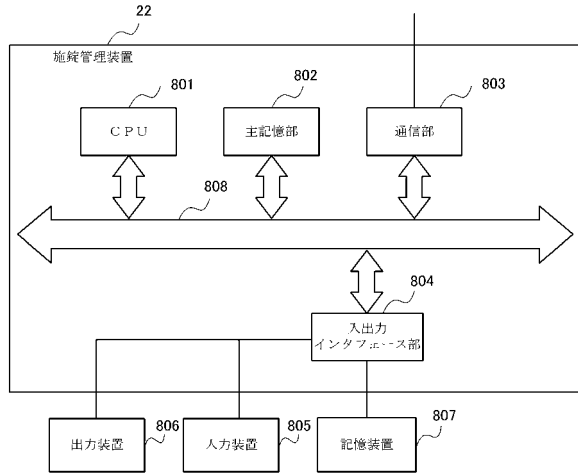 22
施錠管理装置
801
802
803
CPU
主記憶部
通信部
808
804
入出力
インタフェース部
出力装置
806
入力装置
805
記憶装置
807